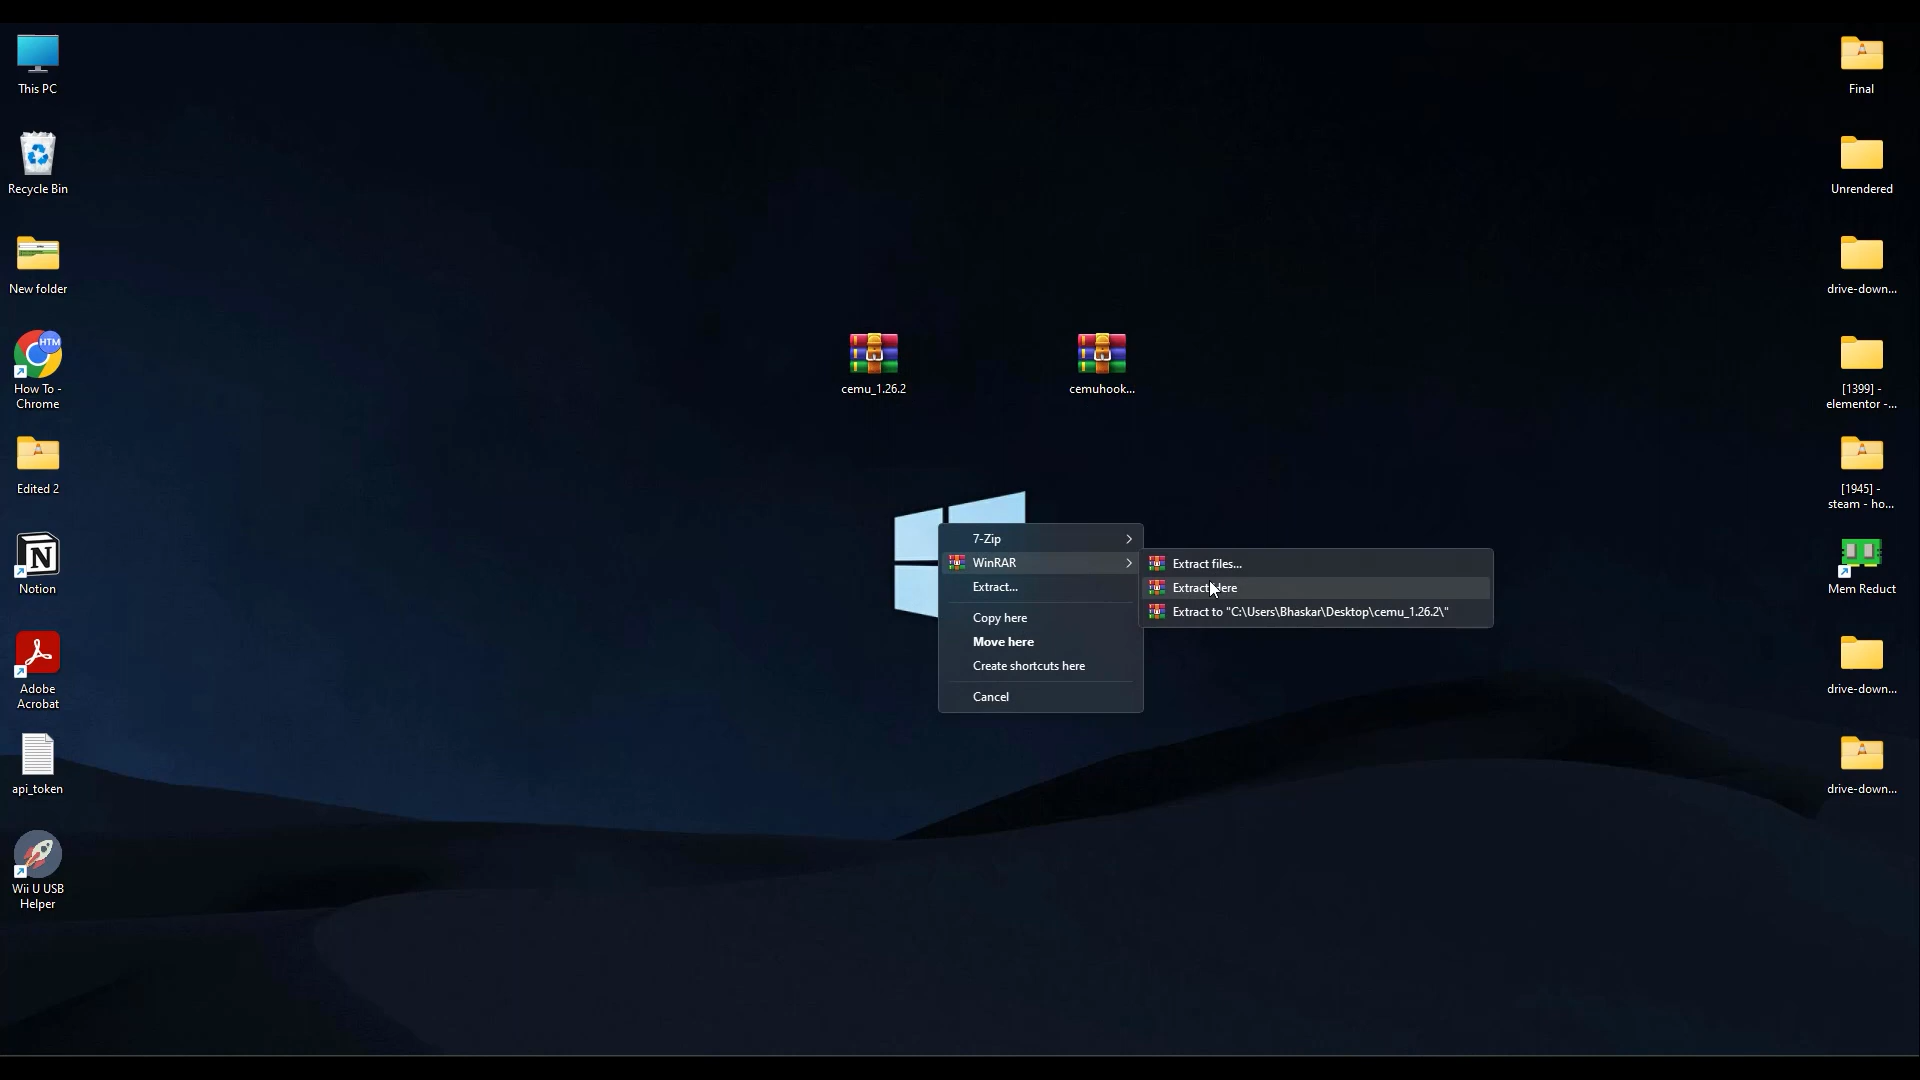 This PC
Recycle Bin
New folder
HTM
How To -
Chrome
Edited 2
Notion
Adobe
Acrobat
api_token
Wii U USB
Helper
cemu_1.26.2
cemuhook...
7-Zip
WinRAR
Extract...
Copy here
Move here
Create shortcuts here
Cancel
Extract files...
Extract Here
Extract to "C:\Users\Bhaskar\Desktop\cemu_1.26.2\"
Final
Unrendered
drive-down...
[1399] -
elementor -...
[1945] -
steam - ho...
Mem Reduct
drive-down...
drive-down...